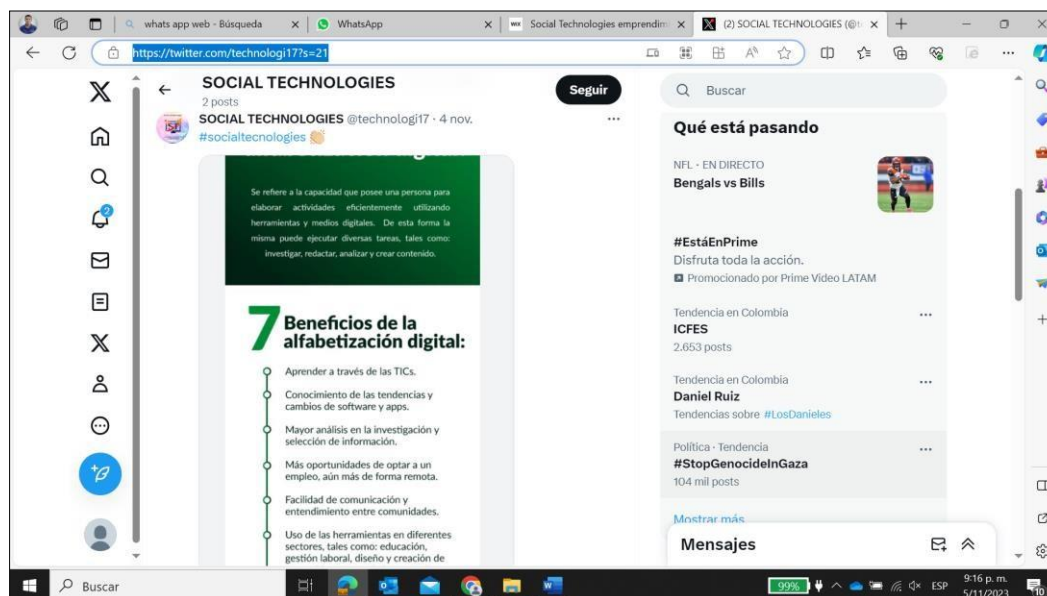 whats app web - Búsqueda
WhatsApp
Social Technologies emprendim
(2) SOCIAL TECHNOLOGIES (@t
https://twitter.com/technologi17?s=21
SOCIAL TECHNOLOGIES
2 posts
Seguir
SOCIAL TECHNOLOGIES @technologi17 · 4 nov.
#socialtecnologies 👏🏼
Se refiere a la capacidad que posee una persona para
elaborar actividades eficientemente utilizando
herramientas y medios digitales. De esta forma la
misma puede ejecutar diversas tareas, tales como:
investigar, redactar, analizar y crear contenido.
7 Beneficios de la
alfabetización digital:
Aprender a través de las TICs.
Conocimiento de las tendencias y
cambios de software y apps.
Mayor análisis en la investigación y
selección de información.
Más oportunidades de optar a un
empleo, aún más de forma remota.
Facilidad de comunicación y
entendimiento entre comunidades.
Uso de las herramientas en diferentes
sectores, tales como: educación,
gestión laboral, diseño y creación de
Buscar
Qué está pasando
NFL · EN DIRECTO
Bengals vs Bills
#EstáEnPrime
Disfruta toda la acción.
Promocionado por Prime Video LATAM
Tendencia en Colombia
ICFES
2.653 posts
Tendencia en Colombia
Daniel Ruiz
Tendencias sobre #LosDanieles
Política · Tendencia
#StopGenocideInGaza
104 mil posts
Mostrar más
Mensajes
Buscar
99%
ESP
9:16 p. m.
5/11/2023